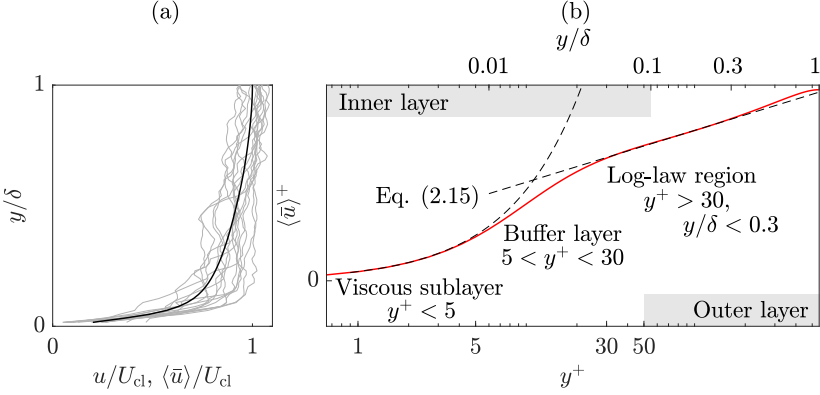 (a)
1
y/δ
0
0
1
u/U_cl, ⟨ū⟩/U_cl
(b)
y/δ
0.01
0.1
0.3
1
Inner layer
⟨ū⟩⁺
Eq. (2.15)
Log-law region
y⁺ > 30,
y/δ < 0.3
Buffer layer
5 < y⁺ < 30
0
Viscous sublayer
y⁺ < 5
Outer layer
1
5
30
50
y⁺